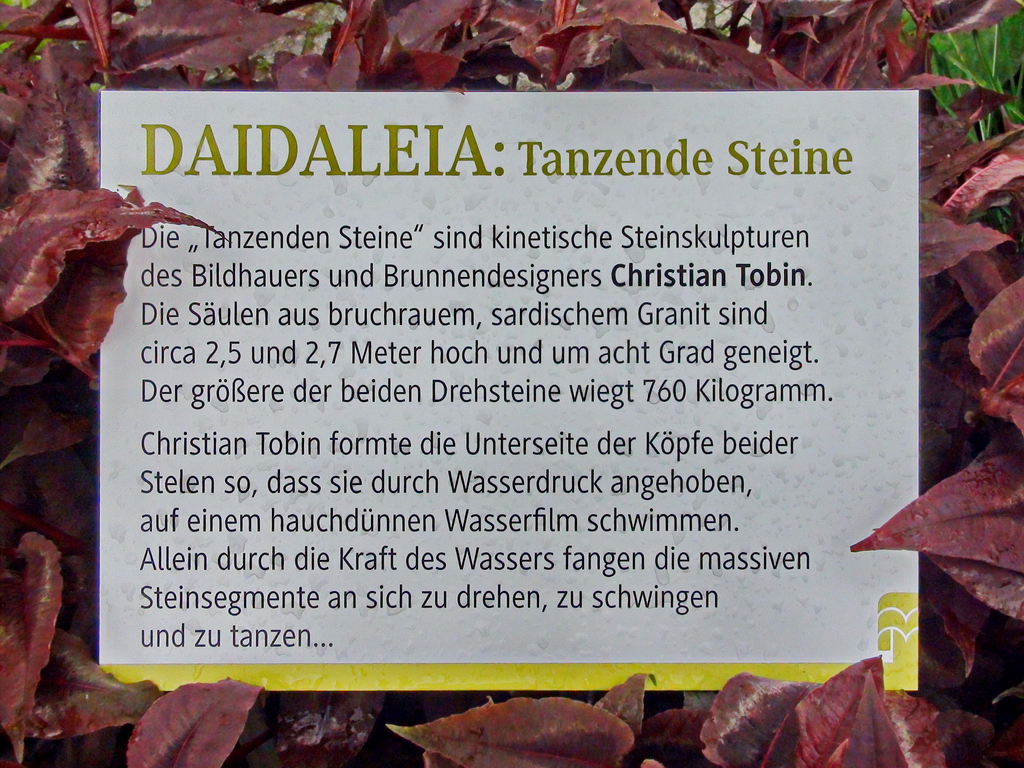 DAIDALEIA: Tanzende Steine
Die „Tanzenden Steine“ sind kinetische Steinskulpturen
des Bildhauers und Brunnendesigners Christian Tobin.
Die Säulen aus bruchrauem, sardischem Granit sind
circa 2,5 und 2,7 Meter hoch und um acht Grad geneigt.
Der größere der beiden Drehsteine wiegt 760 Kilogramm.
Christian Tobin formte die Unterseite der Köpfe beider
Stelen so, dass sie durch Wasserdruck angehoben,
auf einem hauchdünnen Wasserfilm schwimmen.
Allein durch die Kraft des Wassers fangen die massiven
Steinsegmente an sich zu drehen, zu schwingen
und zu tanzen...